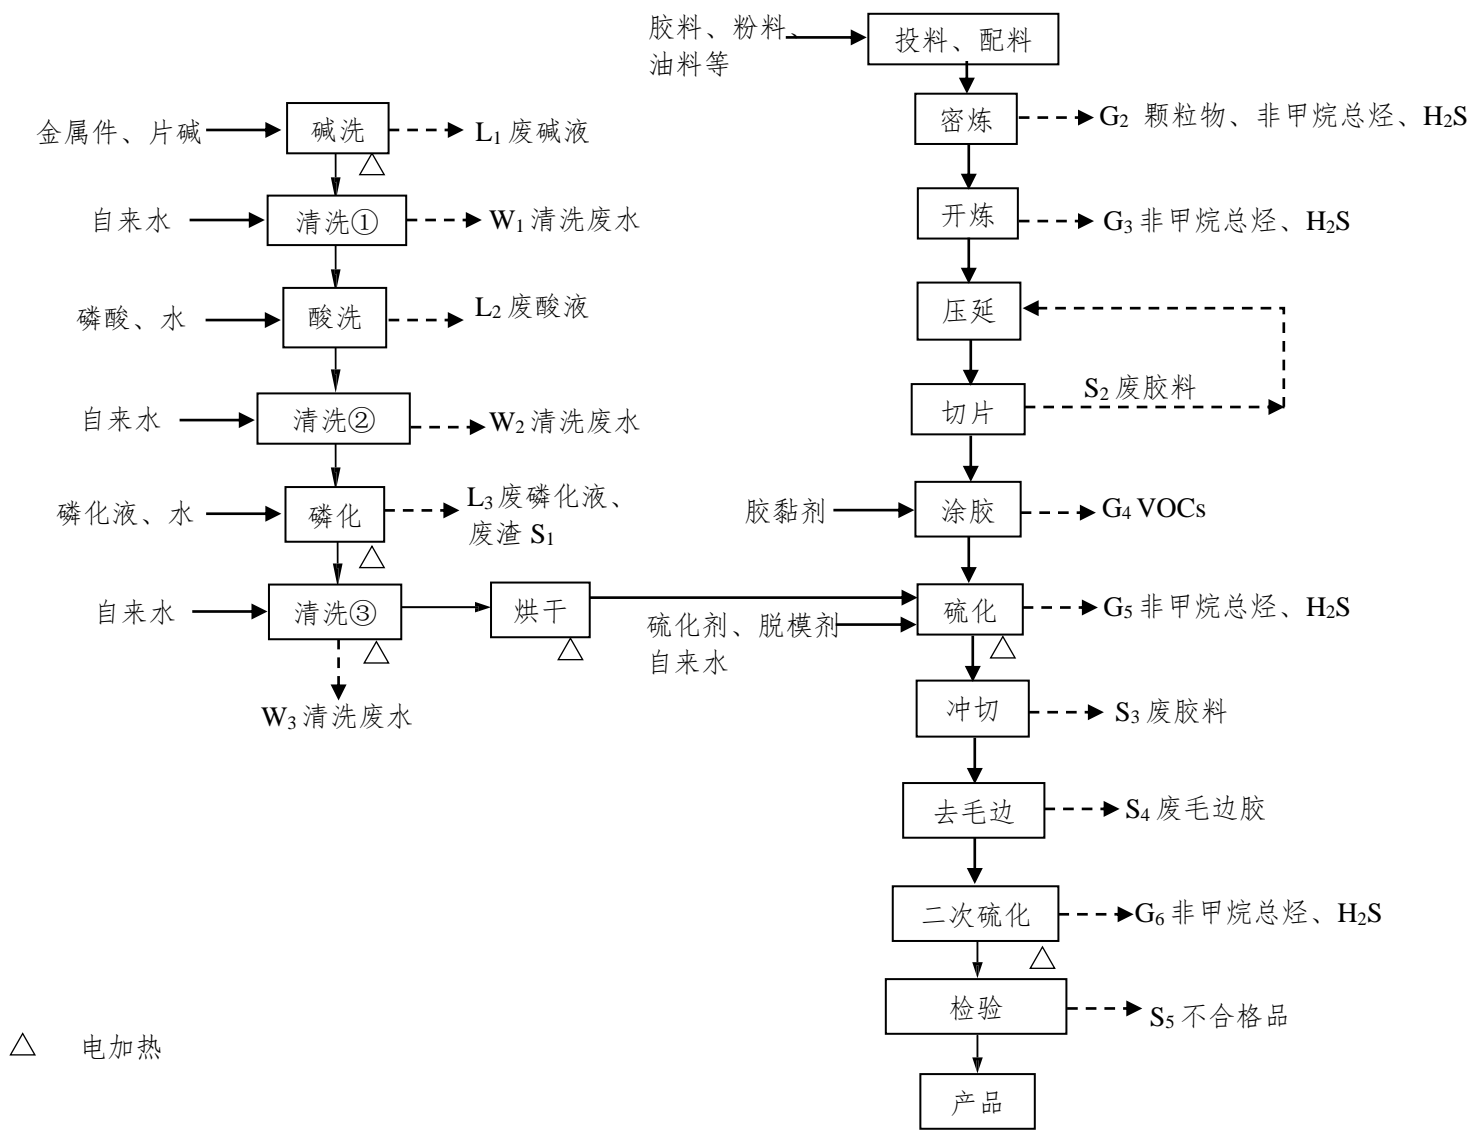 胶料、粉料、
油料等
投料、配料
密炼
G2 颗粒物、非甲烷总烃、H2S
开炼
G3 非甲烷总烃、H2S
压延
切片
S2 废胶料
胶黏剂
涂胶
G4 VOCs
硫化剂、脱模剂
自来水
硫化
G5 非甲烷总烃、H2S
冲切
S3 废胶料
去毛边
S4 废毛边胶
二次硫化
G6 非甲烷总烃、H2S
检验
S5 不合格品
产品
金属件、片碱
碱洗
L1 废碱液
自来水
清洗①
W1 清洗废水
磷酸、水
酸洗
L2 废酸液
自来水
清洗②
W2 清洗废水
磷化液、水
磷化
L3 废磷化液、
废渣 S1
自来水
清洗③
烘干
W3 清洗废水
电加热